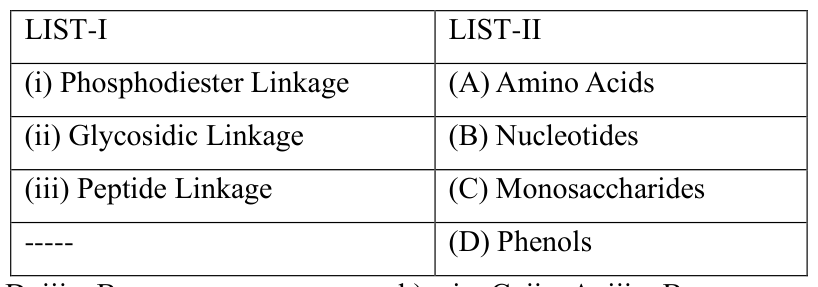 LIST-I LIST-II
(i) Phosphodiester Linkage (A) Amino Acids
(ii) Glycosidic Linkage (B) Nucleotides
(iii) Peptide Linkage (C) Monosaccharides
----- (D) Phenols